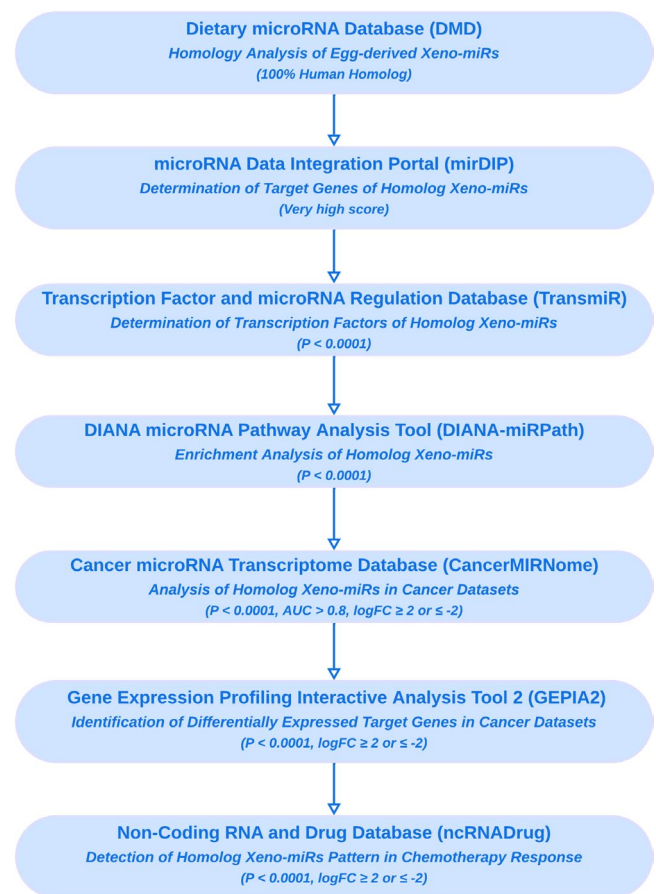 Dietary microRNA Database (DMD)
Homology Analysis of Egg-derived Xeno-miRs
(100% Human Homolog)
microRNA Data Integration Portal (mirDIP)
Determination of Target Genes of Homolog Xeno-miRs
(Very high score)
Transcription Factor and microRNA Regulation Database (TransmiR)
Determination of Transcription Factors of Homolog Xeno-miRs
(P < 0.0001)
DIANA microRNA Pathway Analysis Tool (DIANA-miRPath)
Enrichment Analysis of Homolog Xeno-miRs
(P < 0.0001)
Cancer microRNA Transcriptome Database (CancerMIRNome)
Analysis of Homolog Xeno-miRs in Cancer Datasets
(P < 0.0001, AUC > 0.8, logFC ≥ 2 or ≤ -2)
Gene Expression Profiling Interactive Analysis Tool 2 (GEPIA2)
Identification of Differentially Expressed Target Genes in Cancer Datasets
(P < 0.0001, logFC ≥ 2 or ≤ -2)
Non-Coding RNA and Drug Database (ncRNADrug)
Detection of Homolog Xeno-miRs Pattern in Chemotherapy Response
(P < 0.0001, logFC ≥ 2 or ≤ -2)